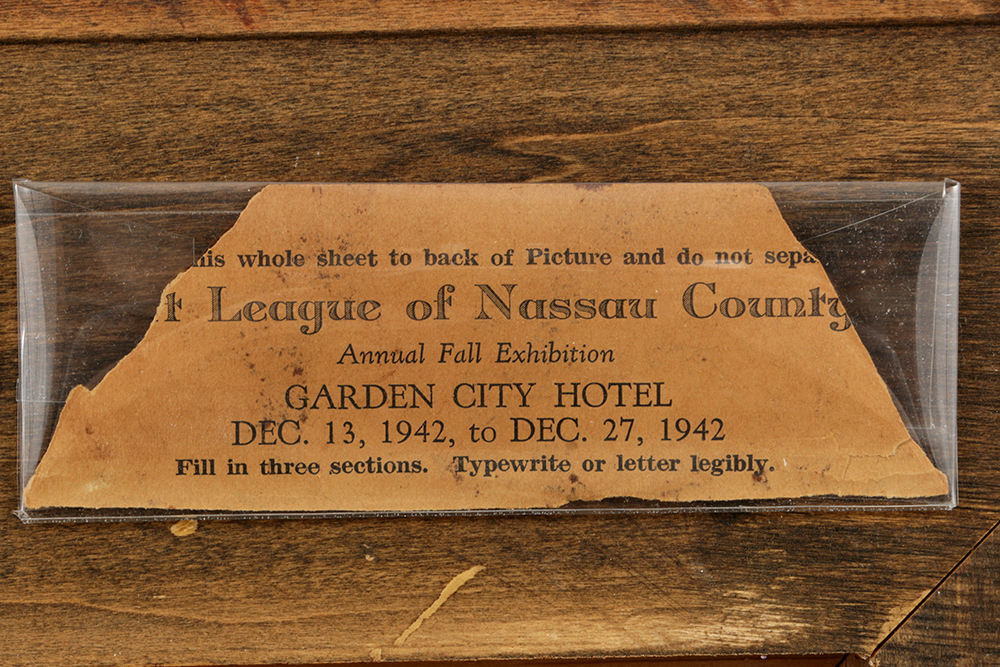 his whole sheet to back of Picture and do not sepa
t League of Nassau County
Annual Fall Exhibition
GARDEN CITY HOTEL
DEC. 13, 1942, to DEC. 27, 1942
Fill in three sections. Typewrite or letter legibly.